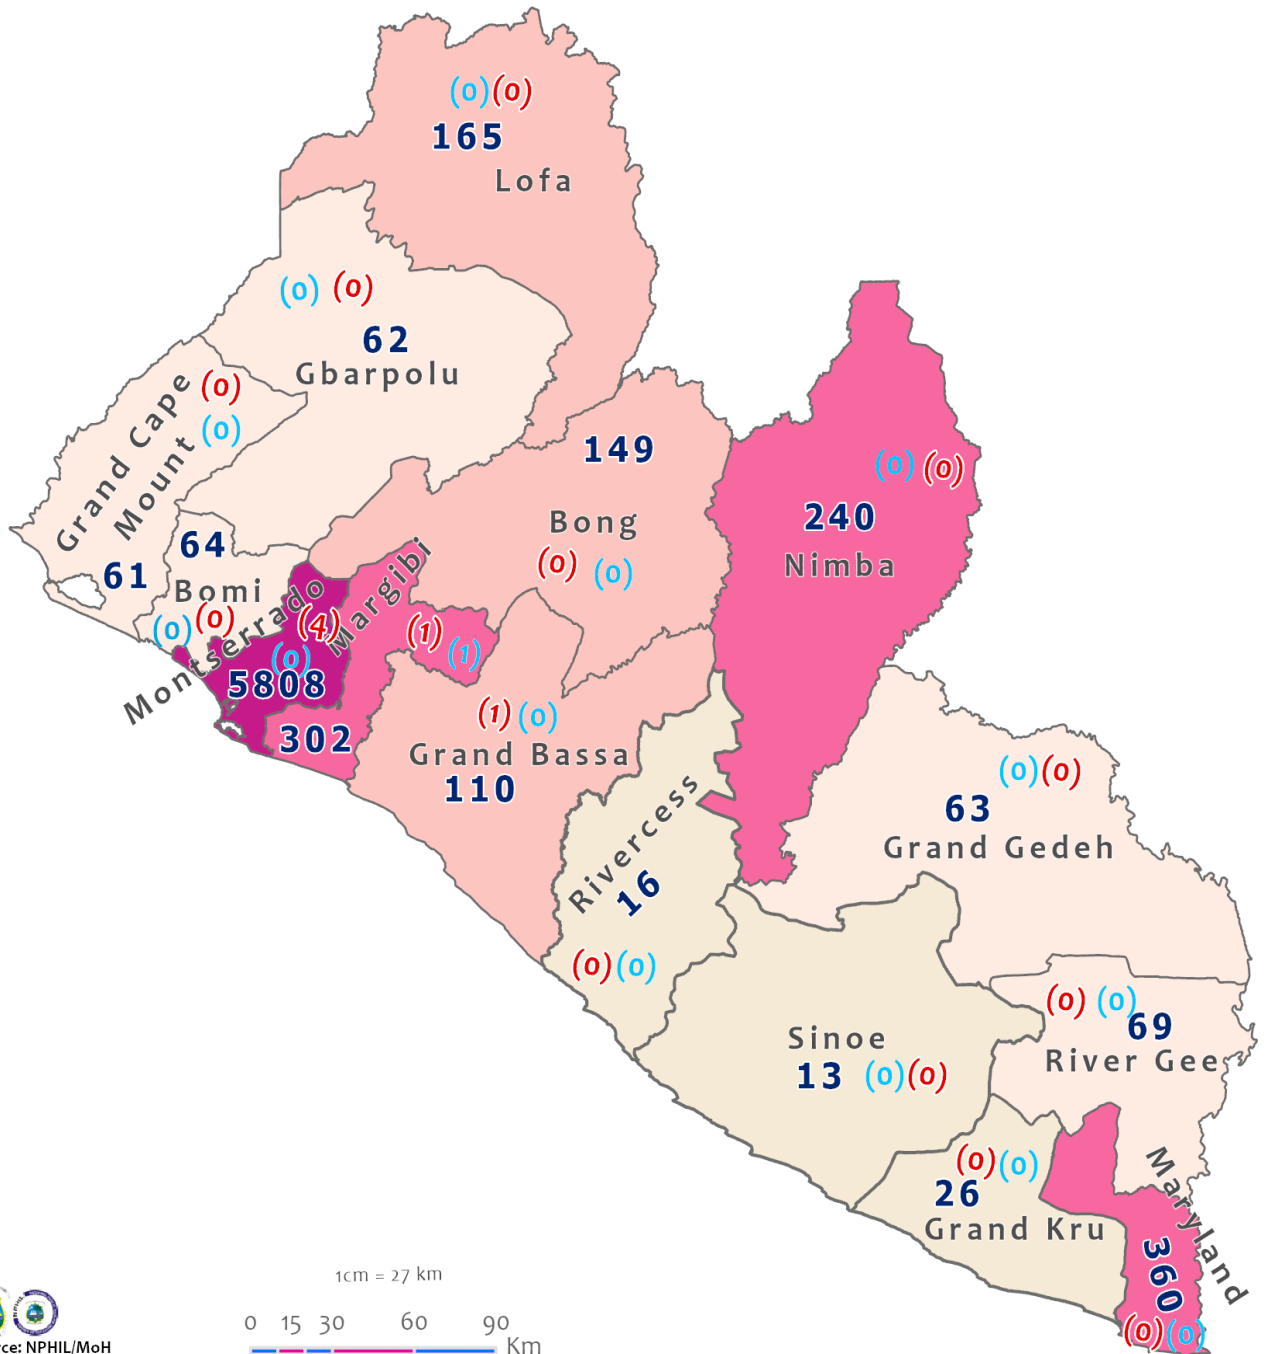 (0)(0)
165
Lofa
(0) (0)
62
Gbarpolu
Grand Cape
Mount
(0)
(0)
61
64
Bomi
(0)(0)
149
Bong
(0) (0)
(0) (0)
240
Nimba
Montserrado
(4)
(0)
5808
Margibi
(1) (1)
302
(1)(0)
Grand Bassa
110
Rivercess
16
(0)(0)
(0)(0)
63
Grand Gedeh
Sinoe
13 (0)(0)
(0) (0)
69
River Gee
(0)(0)
26
Grand Kru
Maryland
360
(0)(0)
1cm = 27 km
0 15 30 60 90
Km
rce: NPHIL/MoH